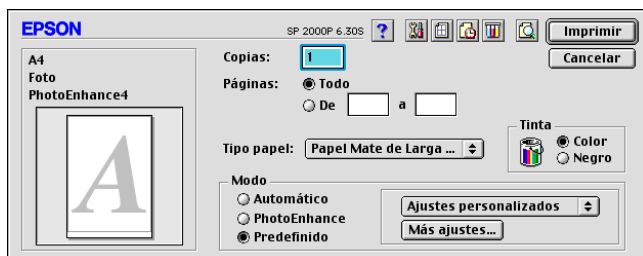 EPSON
SP 2000P 6.30S
?
Imprimir
Cancelar
A4
Foto
PhotoEnhance4
A
Copias: 1
Páginas: Todo
De a
Tipo papel: Papel Mate de Larga ...
Tinta
Color
Negro
Modo
Automático
PhotoEnhance
Predefinido
Ajustes personalizados
Más ajustes...